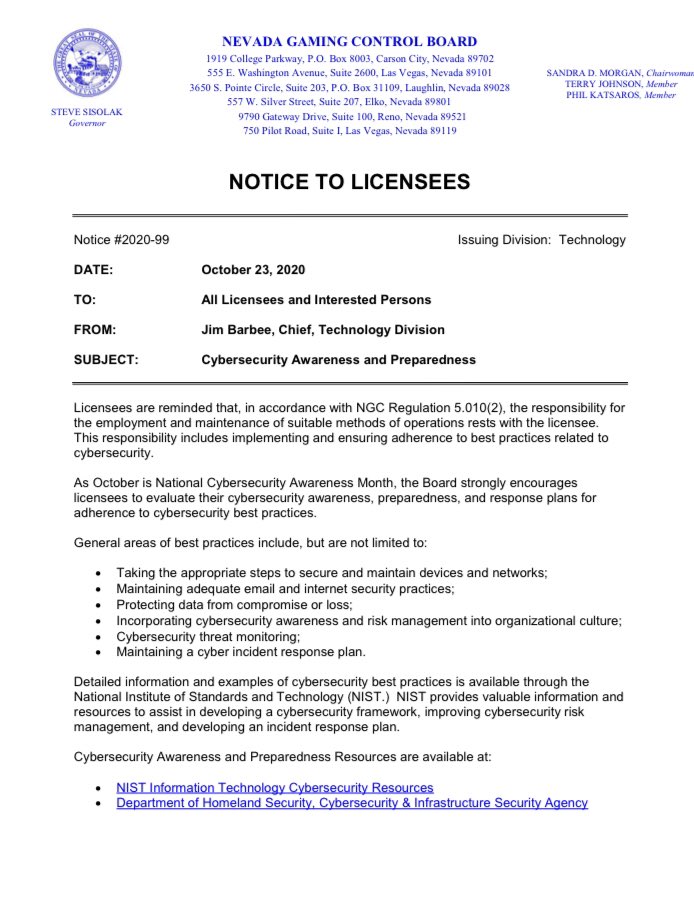 NEVADA GAMING CONTROL BOARD
1919 College Parkway, P.O. Box 8003, Carson City, Nevada 89702
555 E. Washington Avenue, Suite 2600, Las Vegas, Nevada 89101
3650 S. Pointe Circle, Suite 203, P.O. Box 31109, Laughlin, Nevada 89028
557 W. Silver Street, Suite 207, Elko, Nevada 89801
9790 Gateway Drive, Suite 100, Reno, Nevada 89521
750 Pilot Road, Suite I, Las Vegas, Nevada 89119
STEVE SISOLAK
Governor
SANDRA D. MORGAN, Chairwoman
TERRY JOHNSON, Member
PHIL KATSAROS, Member
NOTICE TO LICENSEES
Notice #2020-99 Issuing Division: Technology
DATE: October 23, 2020
TO: All Licensees and Interested Persons
FROM: Jim Barbee, Chief, Technology Division
SUBJECT: Cybersecurity Awareness and Preparedness
Licensees are reminded that, in accordance with NGC Regulation 5.010(2), the responsibility for
the employment and maintenance of suitable methods of operations rests with the licensee.
This responsibility includes implementing and ensuring adherence to best practices related to
cybersecurity.
As October is National Cybersecurity Awareness Month, the Board strongly encourages
licensees to evaluate their cybersecurity awareness, preparedness, and response plans for
adherence to cybersecurity best practices.
General areas of best practices include, but are not limited to:
• Taking the appropriate steps to secure and maintain devices and networks;
• Maintaining adequate email and internet security practices;
• Protecting data from compromise or loss;
• Incorporating cybersecurity awareness and risk management into organizational culture;
• Cybersecurity threat monitoring;
• Maintaining a cyber incident response plan.
Detailed information and examples of cybersecurity best practices is available through the
National Institute of Standards and Technology (NIST.) NIST provides valuable information and
resources to assist in developing a cybersecurity framework, improving cybersecurity risk
management, and developing an incident response plan.
Cybersecurity Awareness and Preparedness Resources are available at:
• NIST Information Technology Cybersecurity Resources
• Department of Homeland Security, Cybersecurity & Infrastructure Security Agency